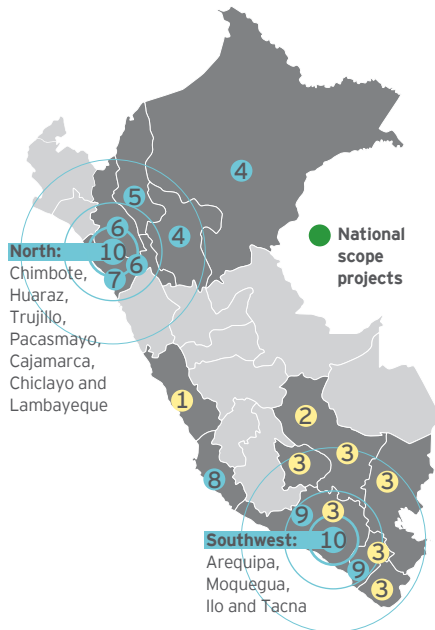 4
5
4
National
scope
projects
6
North:
10
6
7
Chimbote,
Huaraz,
Trujillo,
Pacasmayo,
Cajamarca,
Chiclayo and
Lambayeque
1
2
3
3
3
8
9
3
Southwest:
10
3
9
3
Arequipa,
Moquegua,
Ilo and Tacna